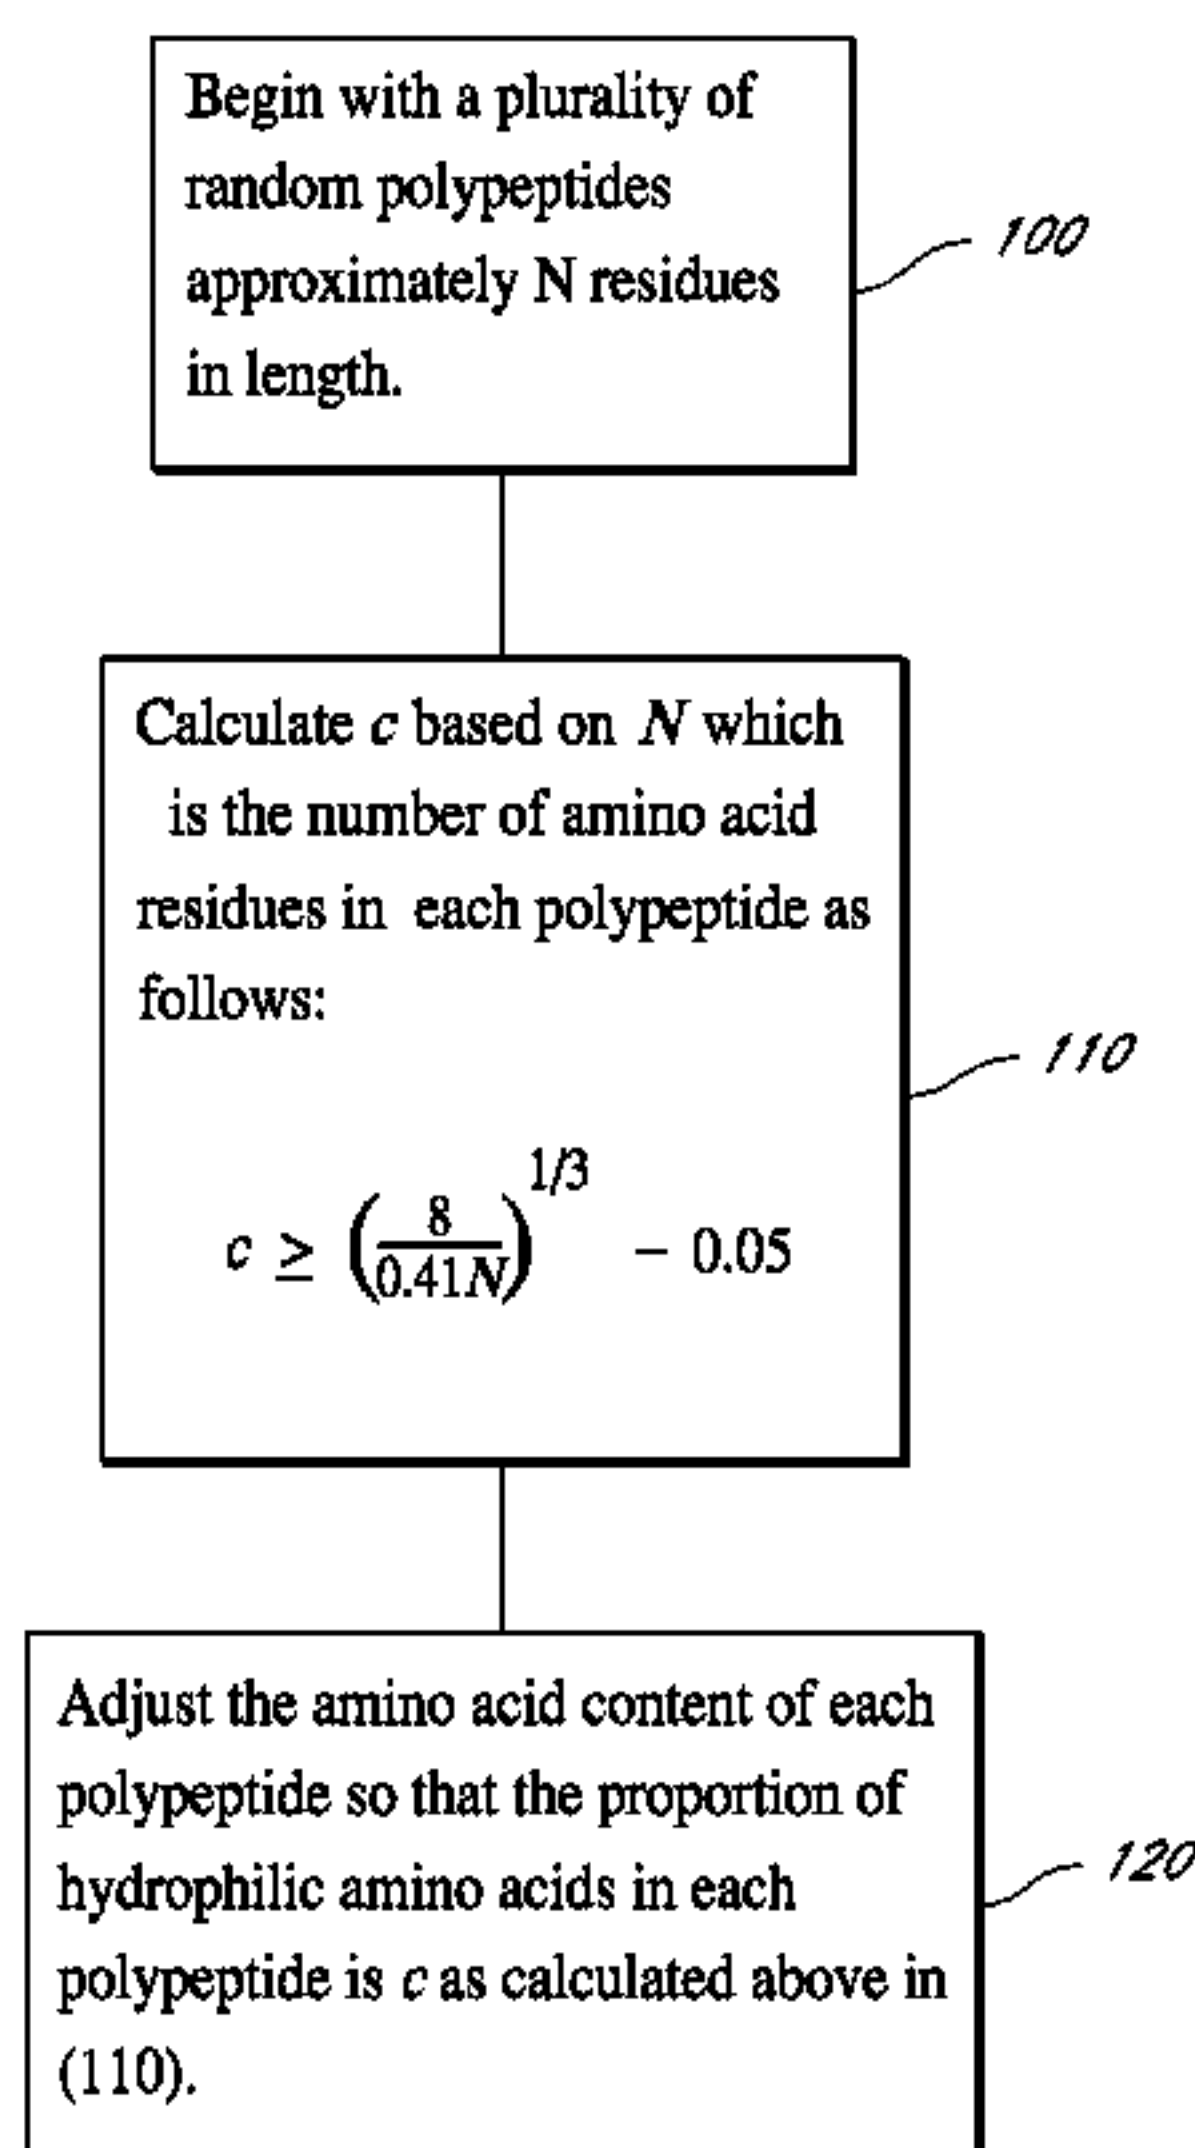 Begin with a plurality of
random polypeptides
approximately N residues
in length.
100
Calculate c based on N which
is the number of amino acid
residues in each polypeptide as
follows:
110
c ≥ (8/0.41N)^1/3 − 0.05
Adjust the amino acid content of each
polypeptide so that the proportion of
hydrophilic amino acids in each
polypeptide is c as calculated above in
(110).
120